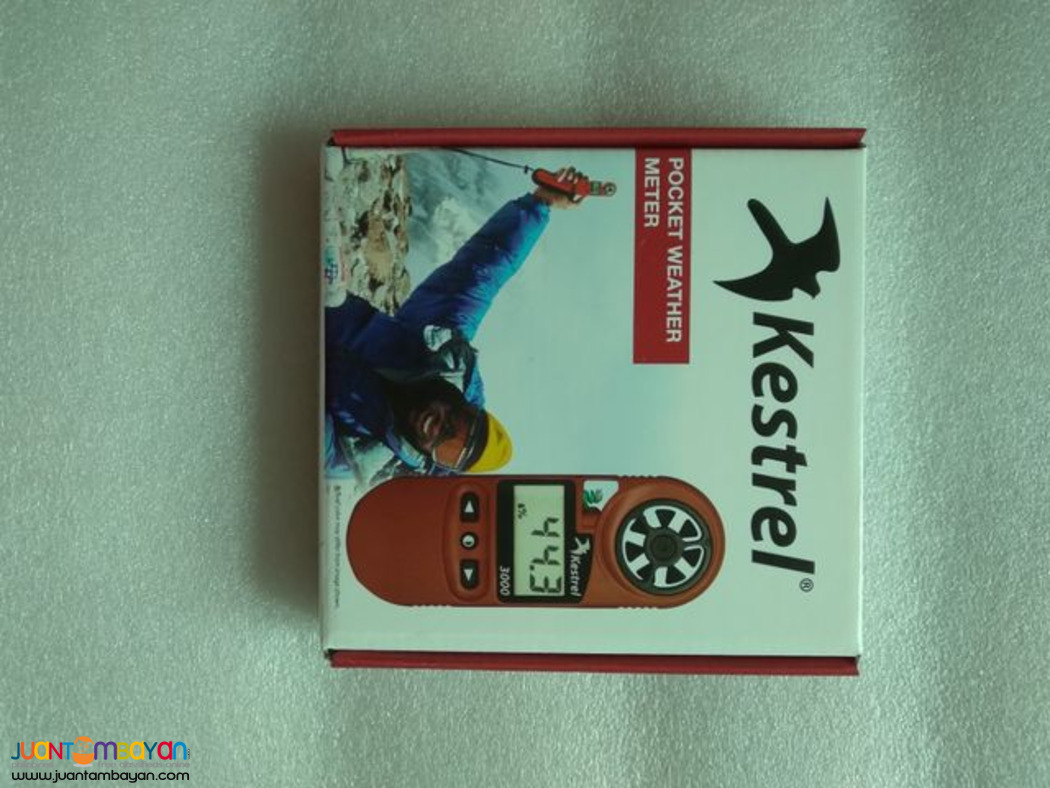 Kestrel®
POCKET WEATHER
METER
Kestrel
44.3
%
3000
JUANTAMBAYAN
www.juantambayan.com